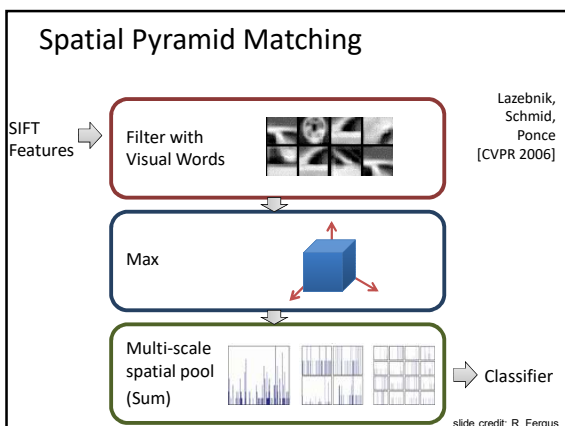 Spatial Pyramid Matching
SIFT
Features
Filter with
Visual Words
Lazebnik,
Schmid,
Ponce
[CVPR 2006]
Max
Multi-scale
spatial pool
(Sum)
Classifier
slide credit: R. Fergus